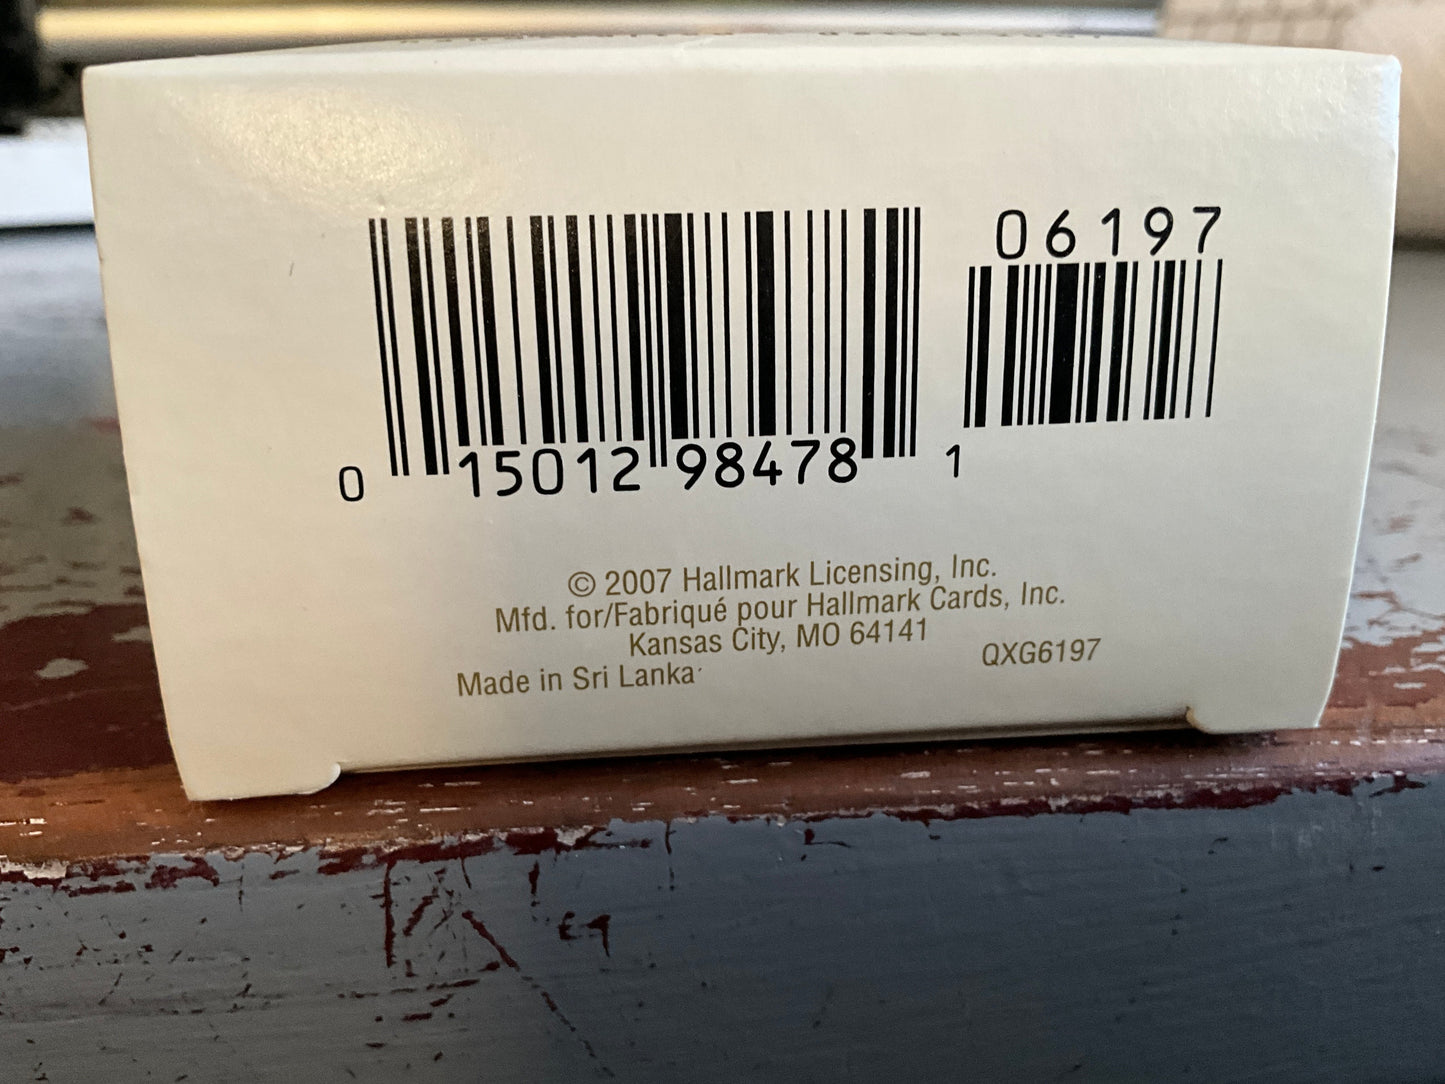 06197
0 15012 98478 1
© 2007 Hallmark Licensing, Inc.
Mfd. for/Fabriqué pour Hallmark Cards, Inc.
Kansas City, MO 64141
Made in Sri Lanka
QXG6197